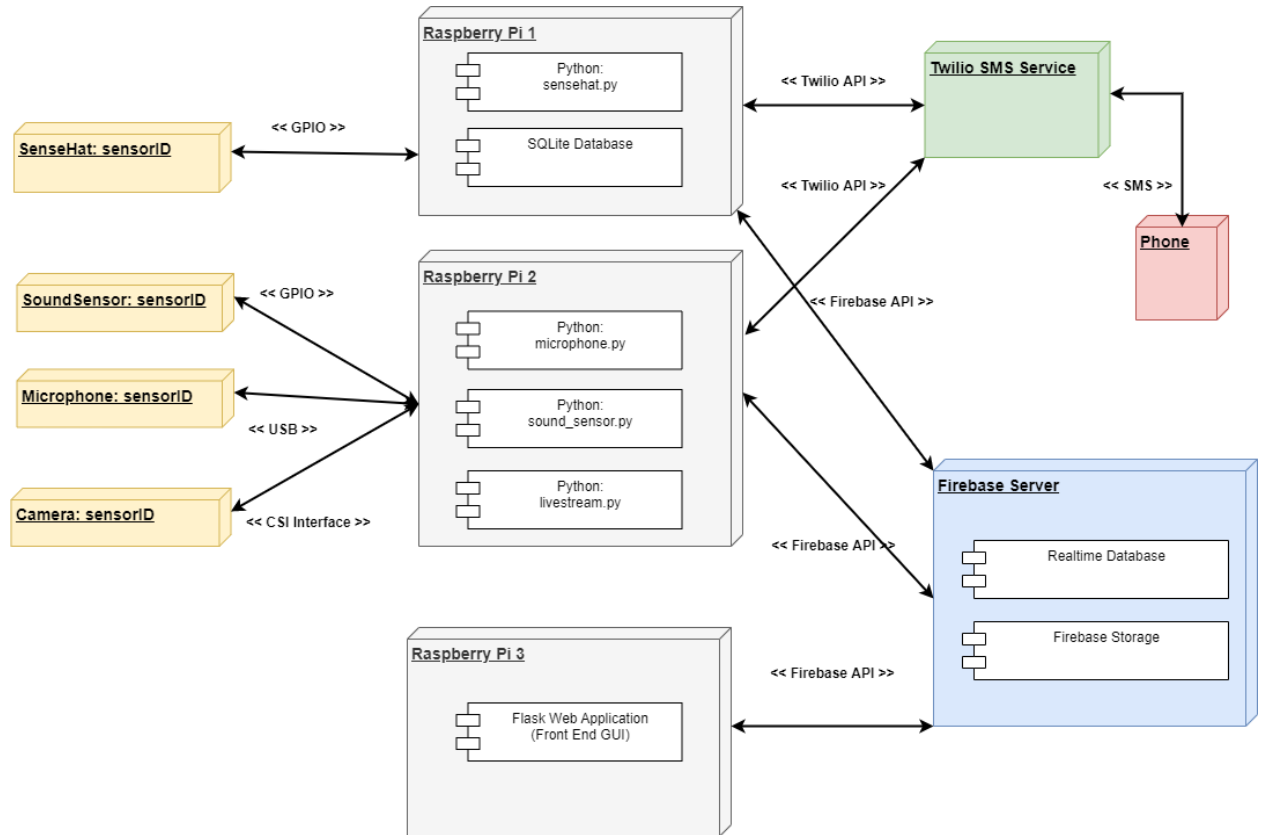 Raspberry Pi 1
Python:
sensehat.py
SQLite Database
<< Twilio API >>
Twilio SMS Service
<< GPIO >>
SenseHat: sensorID
<< Twilio API >>
<< SMS >>
Phone
Raspberry Pi 2
Python:
microphone.py
Python:
sound_sensor.py
Python:
livestream.py
SoundSensor: sensorID
<< GPIO >>
Microphone: sensorID
<< USB >>
Camera: sensorID
<< CSI Interface >>
<< Firebase API >>
<< Firebase API >>
Firebase Server
Realtime Database
Firebase Storage
Raspberry Pi 3
Flask Web Application
(Front End GUI)
<< Firebase API >>